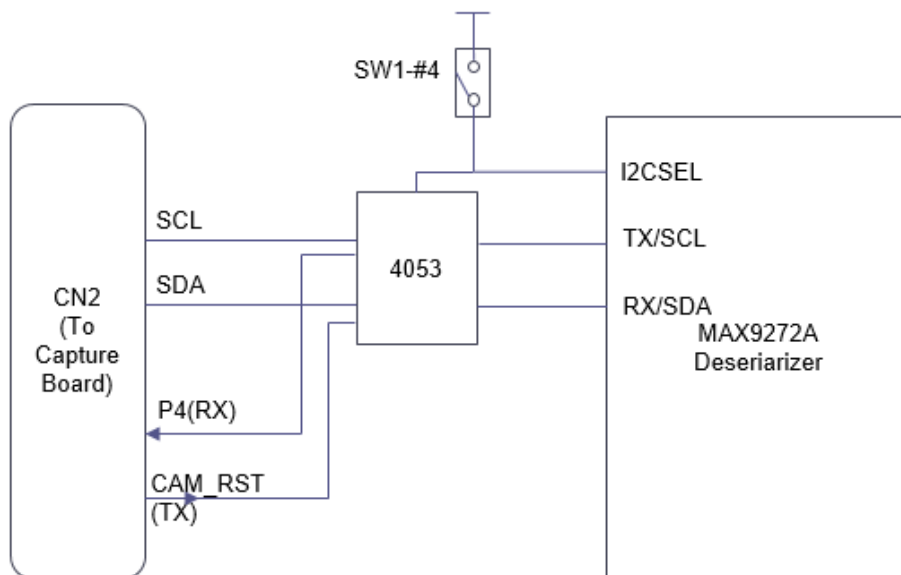 SW1-#4
I2CSEL
SCL
TX/SCL
4053
SDA
RX/SDA
CN2
(To
Capture
Board)
MAX9272A
Deseriarizer
P4(RX)
CAM_RST
(TX)